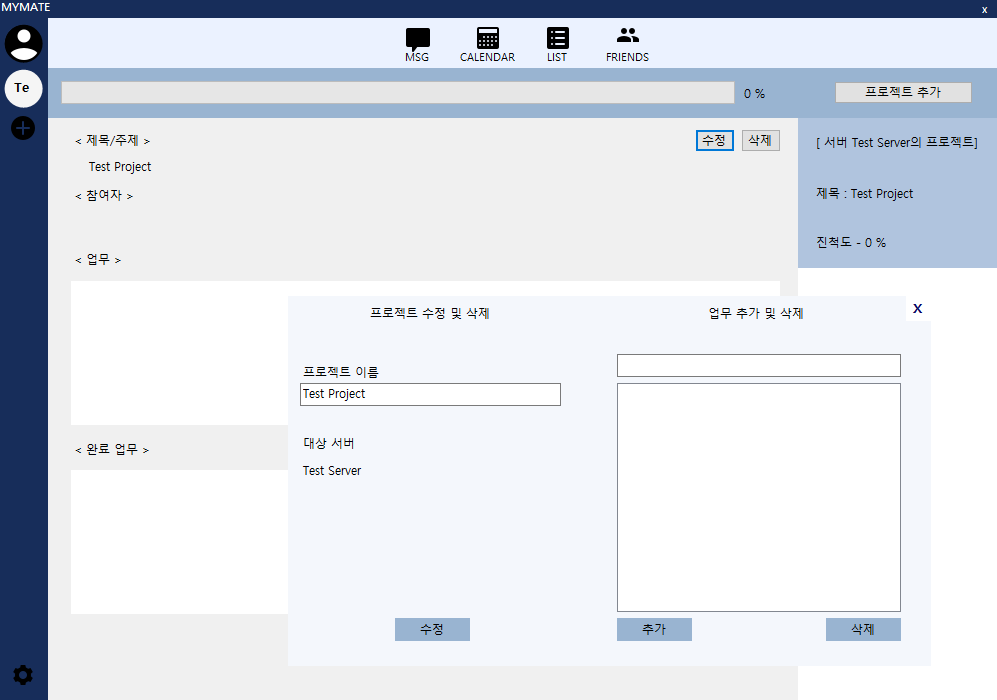 MYMATE
x
Te
MSG
CALENDAR
LIST
FRIENDS
0 %
프로젝트 추가
< 제목/주제 >
수정
삭제
Test Project
< 참여자 >
< 업무 >
< 완료 업무 >
[ 서버 Test Server의 프로젝트]
제목 : Test Project
진척도 - 0 %
프로젝트 수정 및 삭제
업무 추가 및 삭제
X
프로젝트 이름
Test Project
대상 서버
Test Server
수정
추가
삭제